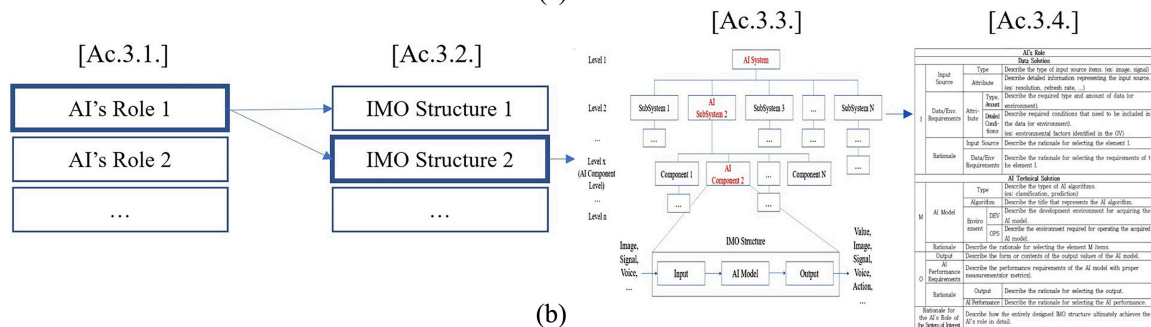 [Ac.3.1.]
AI's Role 1
AI's Role 2
...
[Ac.3.2.]
IMO Structure 1
IMO Structure 2
...
[Ac.3.3.]
Level 1
AI System
Level 2
SubSystem 1
AI
SubSystem 2
SubSystem 3
...
SubSystem N
...
...
...
...
...
Level x
(AI Component
Level)
...
Level n
Component 1
AI
Component 2
...
Component N
...
...
IMO Structure
Image,
Signal,
Voice,
...
Input
AI Model
Output
Value,
Image,
Signal,
Voice,
Action,
...
[Ac.3.4.]
AI's Role
Data Solution
I
Input
Source
Type
Describe the type of input source items. (ex: image, signal)
Attribute
Describe detailed information representing the input source.
(ex: resolution, refresh rate, ...)
Data/Env.
Requirements
Attri-
bute
Type,
Amount
Describe the required type and amount of data (or
environment).
Detailed
Condi-
tions
Describe required conditions that need to be included in
the data (or environment).
(ex: environmental factors identified in the OV)
Rationale
Input Source
Describe the rationale for selecting the element I.
Data/Env
Requirements
Describe the rationale for selecting the requirements of t
he element I.
AI Technical Solution
M
AI Model
Type
Describe the types of AI algorithms.
(ex: classification, prediction)
Algorithm
Describe the title that represents the AI algorithm.
Enviro
nment
DEV
Describe the development environment for acquiring the
AI model.
OPS
Describe the environment required for operating the acquired
AI model.
Rationale
Describe the rationale for selecting the element M items.
O
Output
Describe the form or contents of the output values of the AI model.
AI
Performance
Requirements
Describe the performance requirements of the AI model with proper
measurements(or metrics).
Rationale
Output
Describe the rationale for selecting the output.
AI Performance
Describe the rationale for selecting the AI performance.
Rationale for
the AI's Role of
the System of Interest
Describe how the entirely designed IMO structure ultimately achieves the
AI's role in detail.
(b)